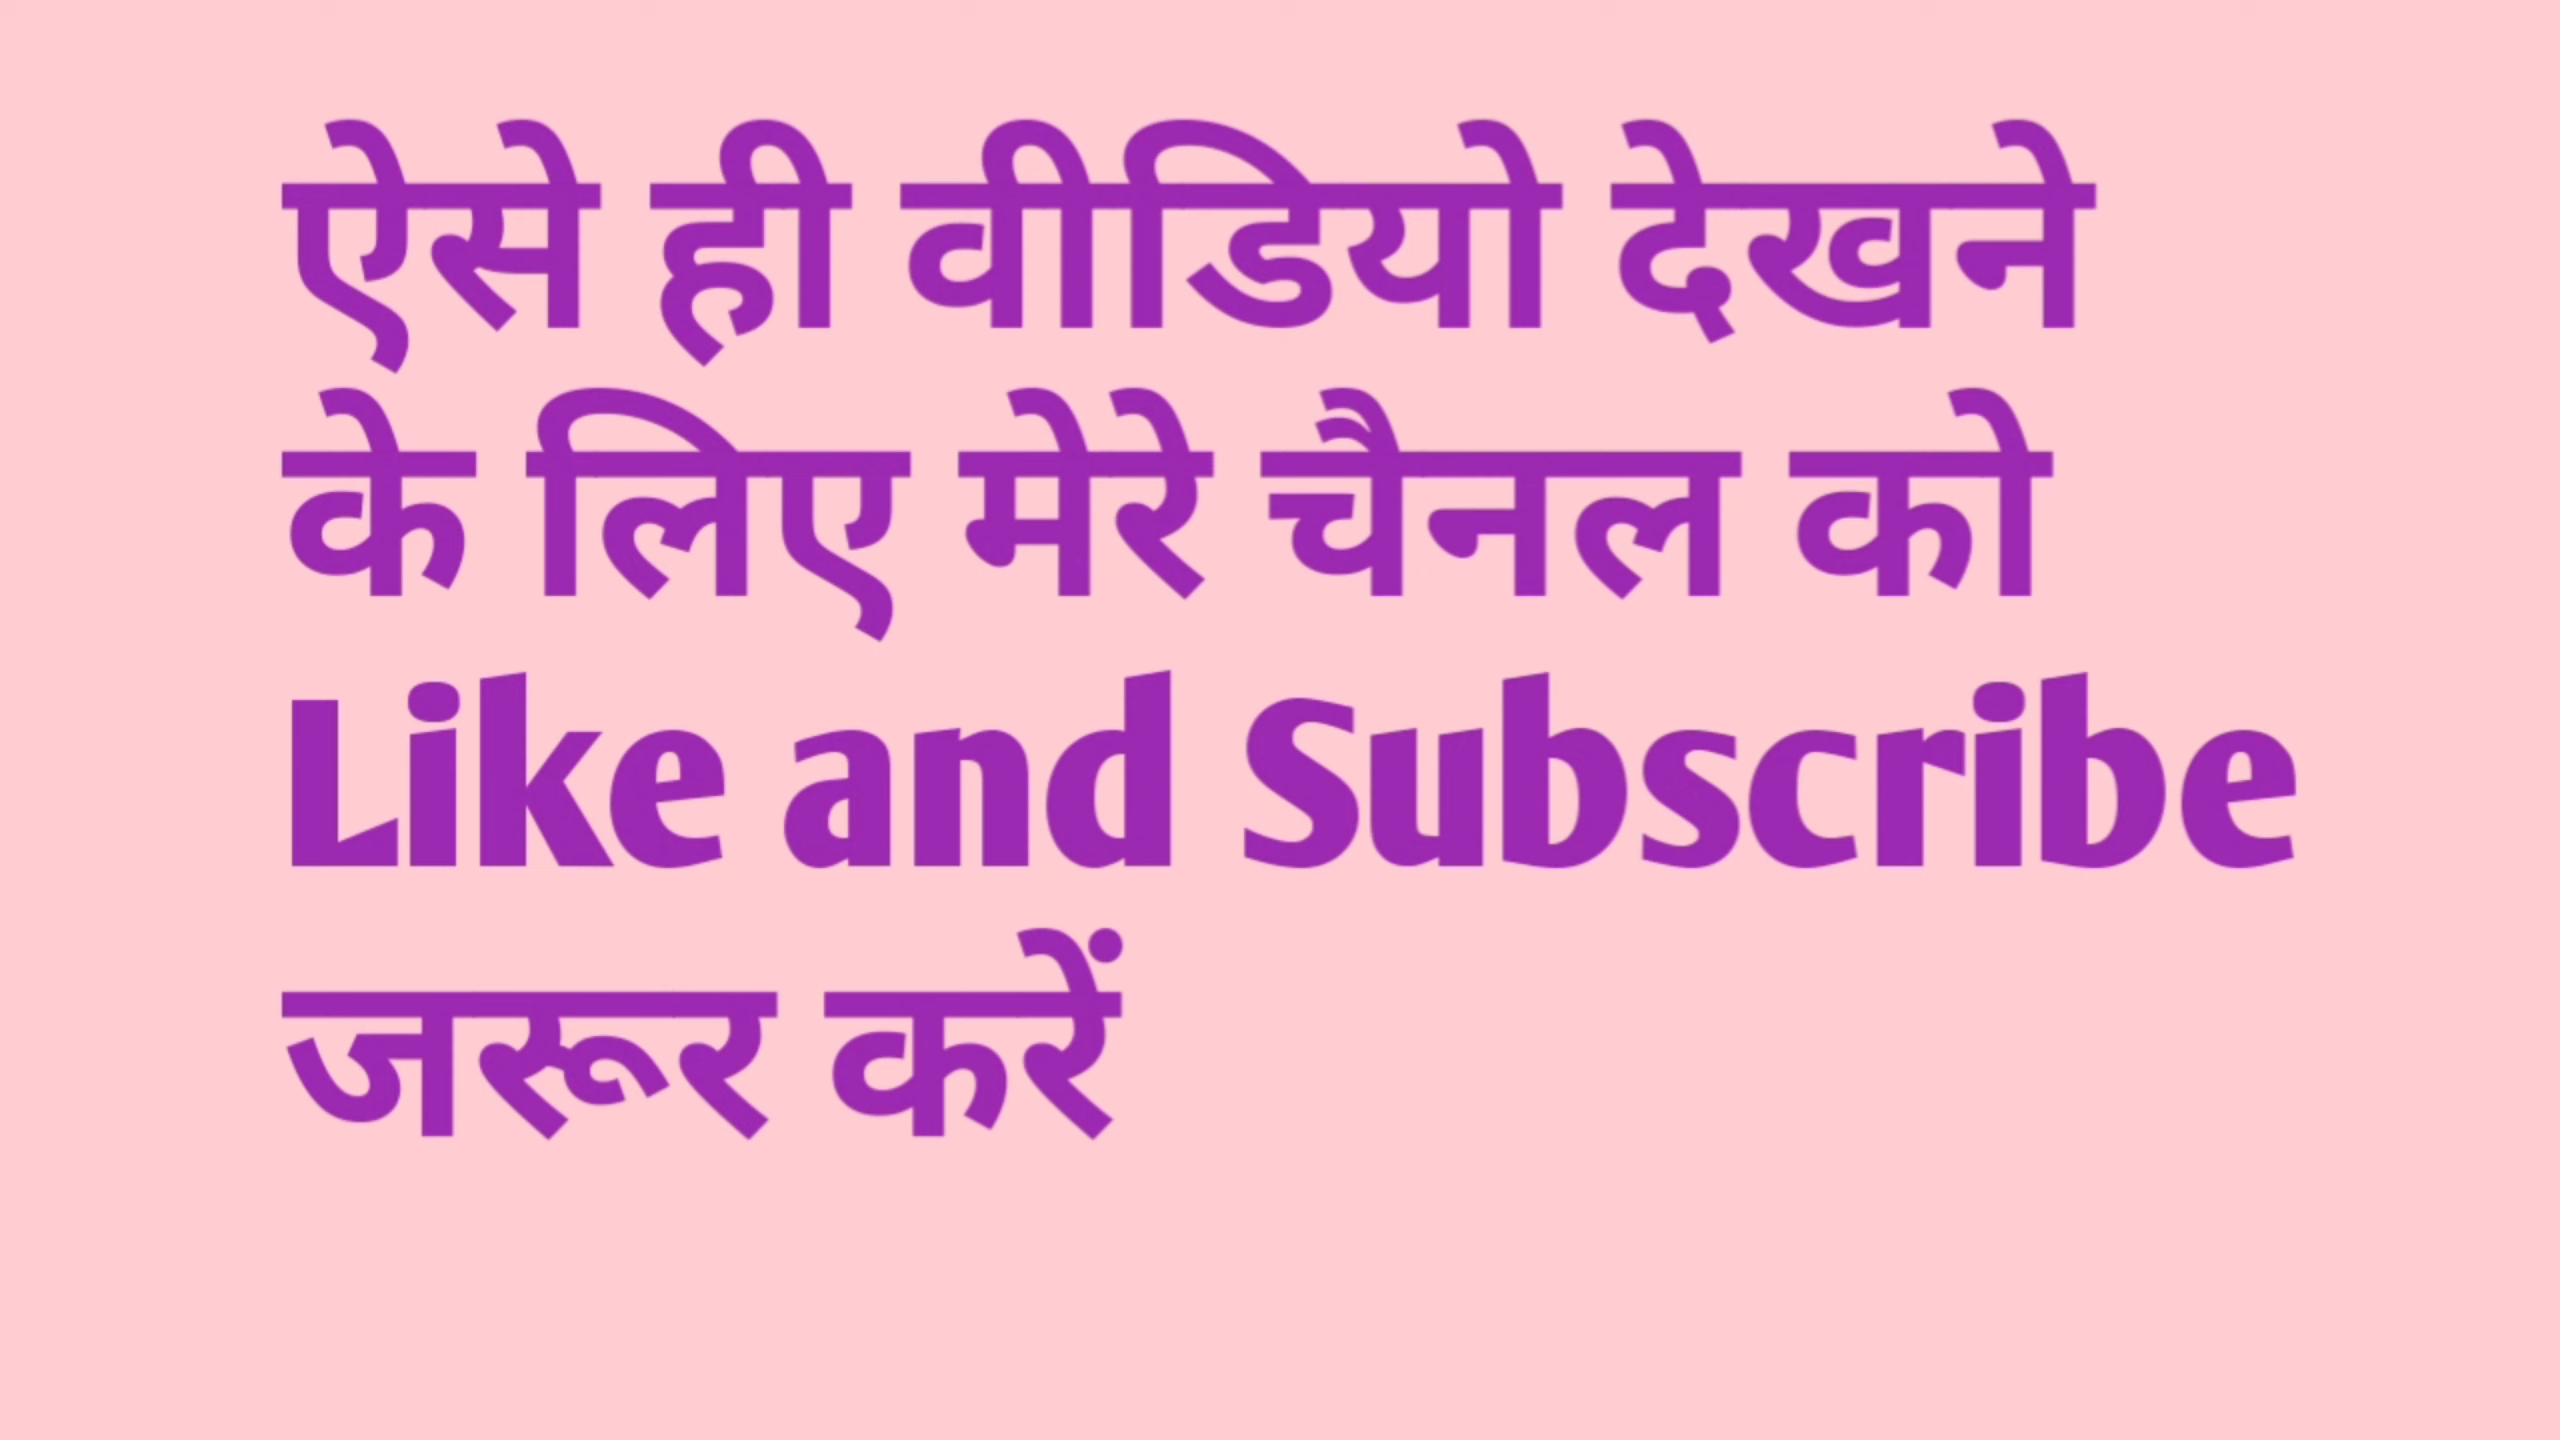 ऐसे ही वीडियो देखने
के लिए मेरे चैनल को
Like and Subscribe
जरूर करें